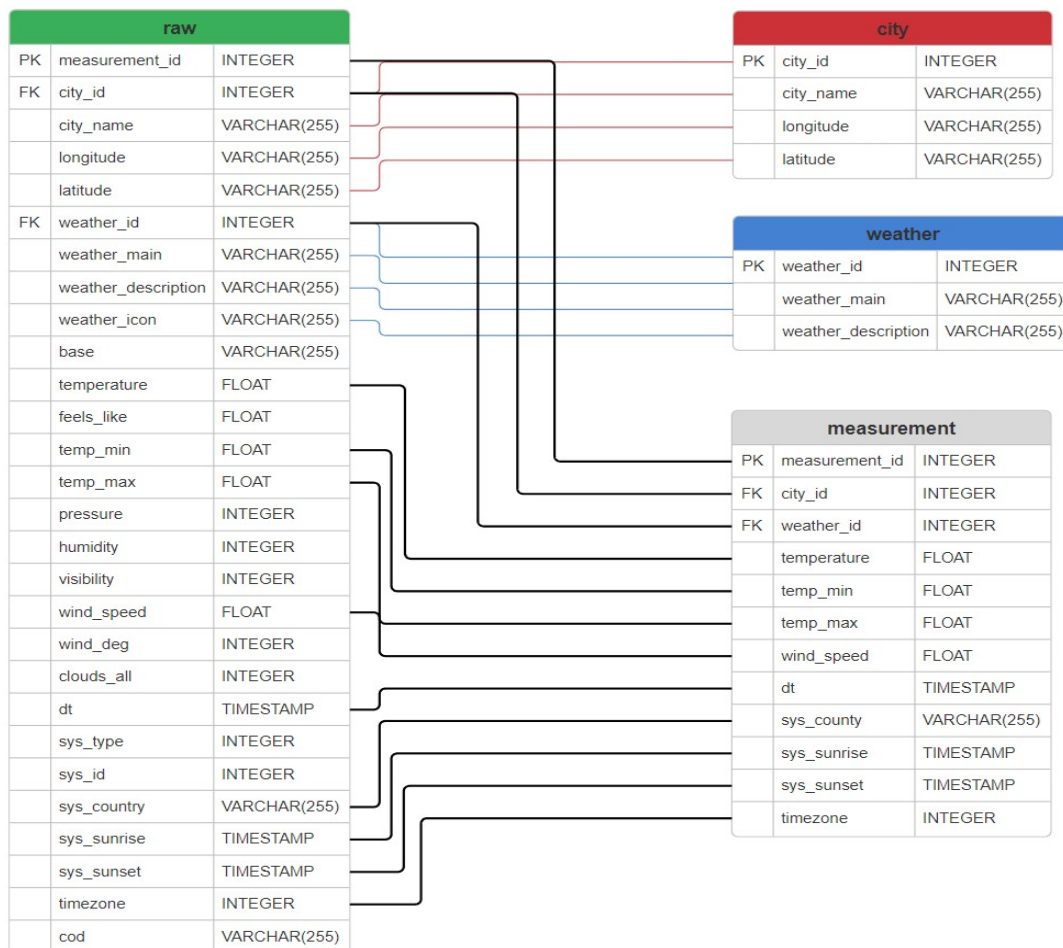 raw
PK measurement_id INTEGER
FK city_id INTEGER
city_name VARCHAR(255)
longitude VARCHAR(255)
latitude VARCHAR(255)
FK weather_id INTEGER
weather_main VARCHAR(255)
weather_description VARCHAR(255)
weather_icon VARCHAR(255)
base VARCHAR(255)
temperature FLOAT
feels_like FLOAT
temp_min FLOAT
temp_max FLOAT
pressure INTEGER
humidity INTEGER
visibility INTEGER
wind_speed FLOAT
wind_deg INTEGER
clouds_all INTEGER
dt TIMESTAMP
sys_type INTEGER
sys_id INTEGER
sys_country VARCHAR(255)
sys_sunrise TIMESTAMP
sys_sunset TIMESTAMP
timezone INTEGER
cod VARCHAR(255)
city
PK city_id INTEGER
city_name VARCHAR(255)
longitude VARCHAR(255)
latitude VARCHAR(255)
weather
PK weather_id INTEGER
weather_main VARCHAR(255)
weather_description VARCHAR(255)
measurement
PK measurement_id INTEGER
FK city_id INTEGER
FK weather_id INTEGER
temperature FLOAT
temp_min FLOAT
temp_max FLOAT
wind_speed FLOAT
dt TIMESTAMP
sys_county VARCHAR(255)
sys_sunrise TIMESTAMP
sys_sunset TIMESTAMP
timezone INTEGER